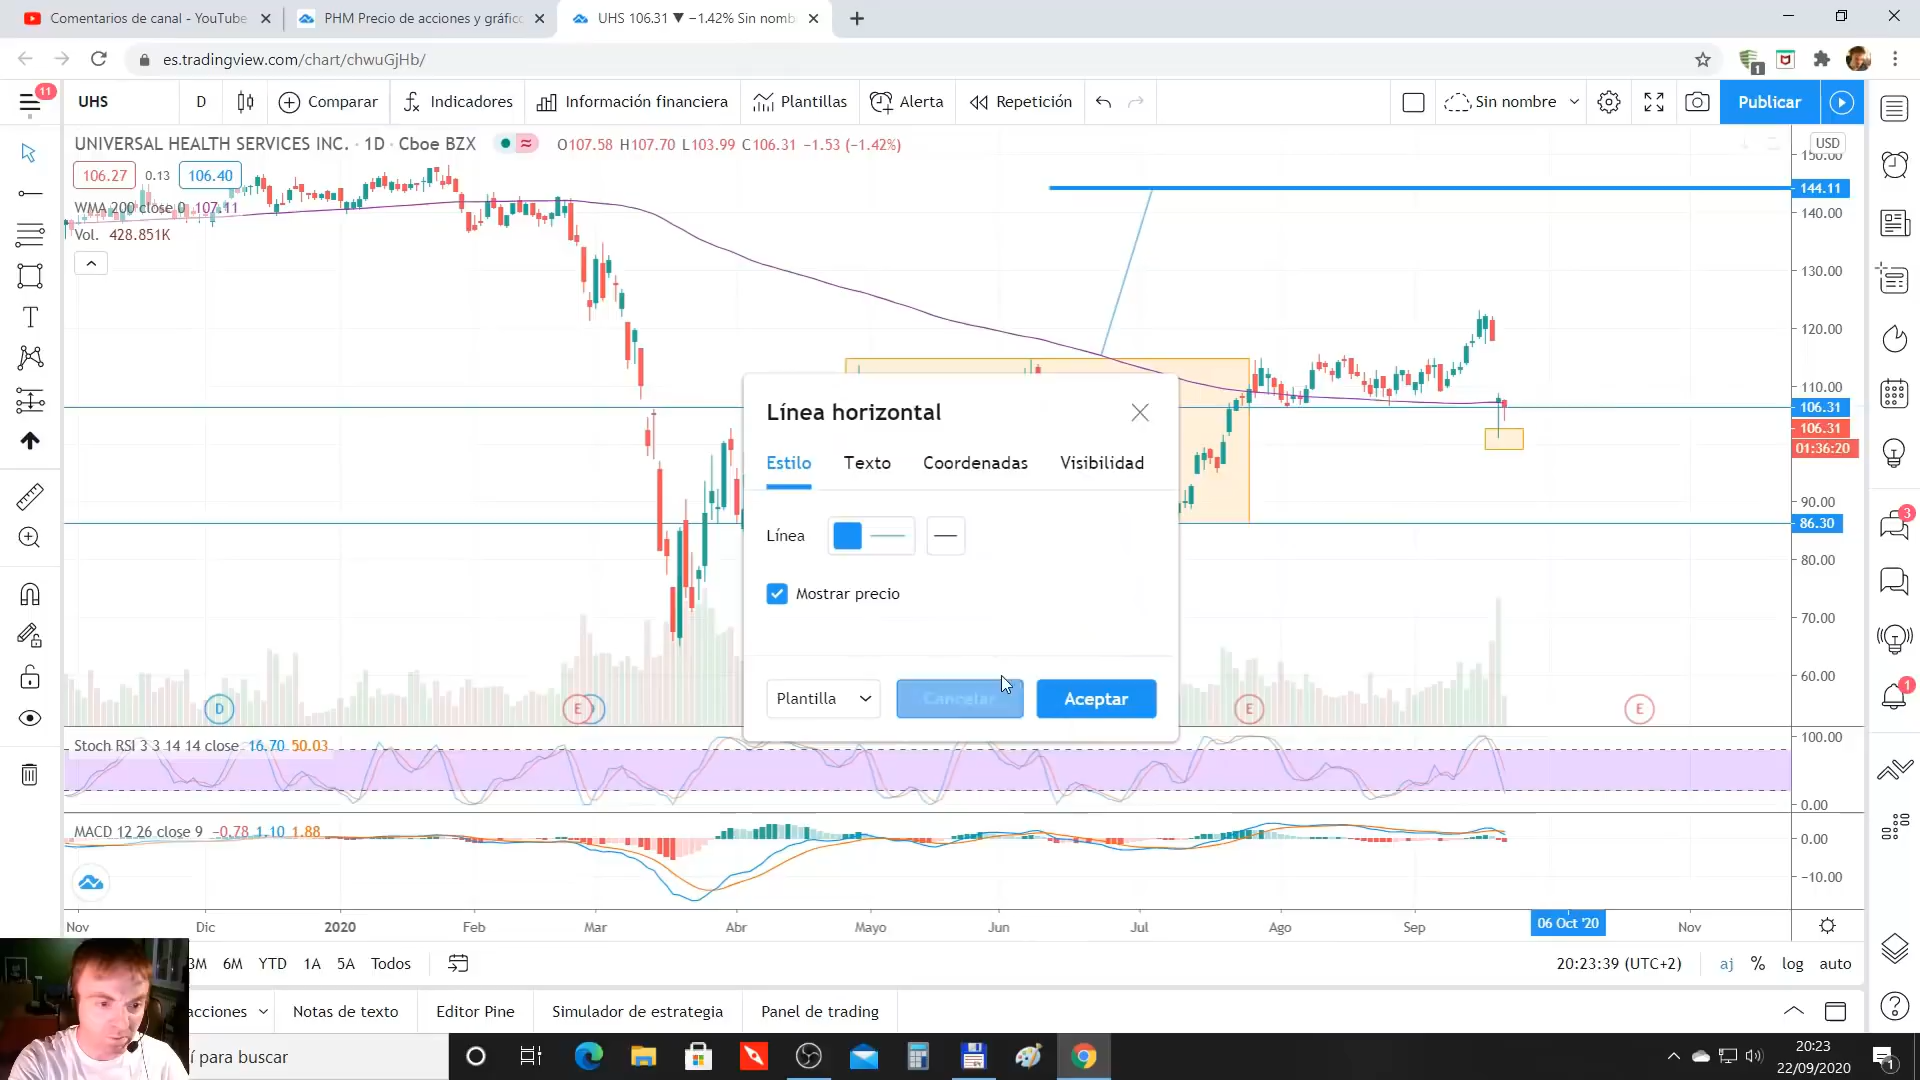 Comentarios de canal - YouTube
PHM Precio de acciones y gráfico
UHS 106.31 ▼ −1.42% Sin nomb
es.tradingview.com/chart/chwuGjHb/
1
11
UHS
D
Comparar
Indicadores
Información financiera
Plantillas
Alerta
Repetición
Sin nombre
Publicar
UNIVERSAL HEALTH SERVICES INC. · 1D · Cboe BZX
O107.58 H107.70 L103.99 C106.31 −1.53 (−1.42%)
106.27 0.13 106.40
WMA 200 close 0 107.11
Vol. 428.851K
USD
150.00
144.11
140.00
130.00
120.00
110.00
106.31
106.31
01:36:20
90.00
86.30
80.00
70.00
60.00
Línea horizontal
Estilo Texto Coordenadas Visibilidad
Línea
Mostrar precio
Plantilla
Cancelar
Aceptar
D
E
E
E
Stoch RSI 3 3 14 14 close 16.70 50.03
100.00
0.00
MACD 12 26 close 9 −0.78 1.10 1.88
0.00
−10.00
Nov Dic 2020 Feb Mar Abr Mayo Jun Jul Ago Sep 06 Oct '20 Nov
3M 6M YTD 1A 5A Todos
20:23:39 (UTC+2)
aj % log auto
acciones
Notas de texto
Editor Pine
Simulador de estrategia
Panel de trading
í para buscar
20:23
22/09/2020
1
3
1